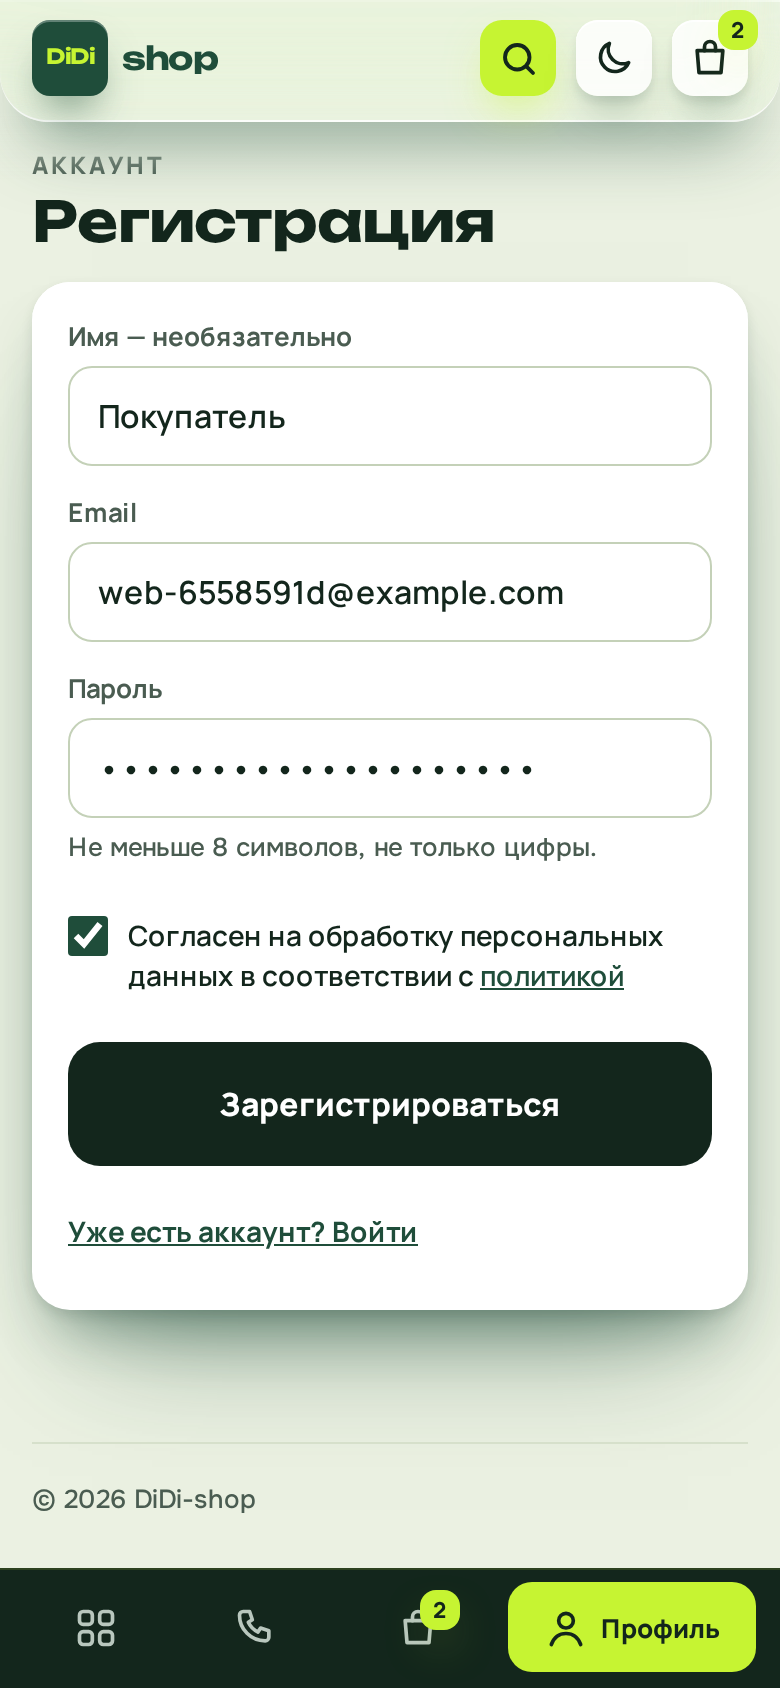 DiDi shop
2
АККАУНТ
Регистрация
Имя — необязательно
Покупатель
Email
web-6558591d@example.com
Пароль
••••••••••••••••••••
Не меньше 8 символов, не только цифры.
Согласен на обработку персональных
данных в соответствии с политикой
Зарегистрироваться
Уже есть аккаунт? Войти
© 2026 DiDi-shop
2
Профиль